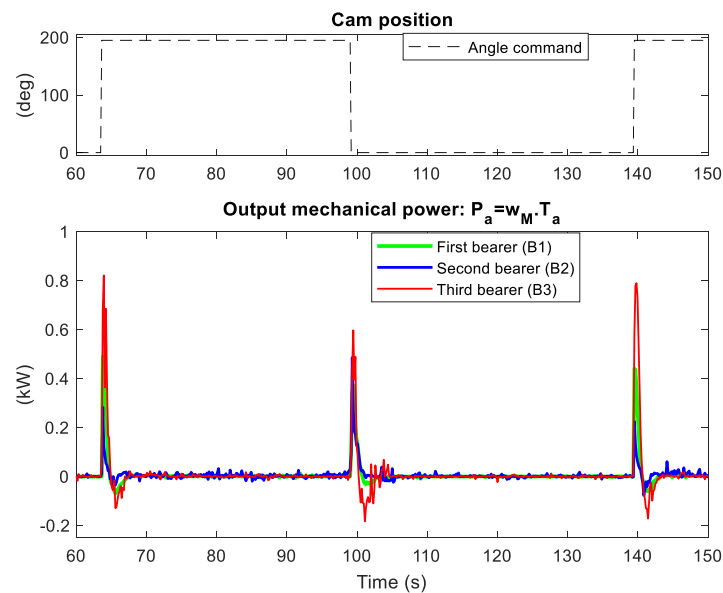 Cam position
Angle command
(deg)
200
100
0
60 70 80 90 100 110 120 130 140 150
Output mechanical power: P_a=w_M.T_a
First bearer (B1)
Second bearer (B2)
Third bearer (B3)
(kW)
1
0.8
0.6
0.4
0.2
0
-0.2
60 70 80 90 100 110 120 130 140 150
Time (s)